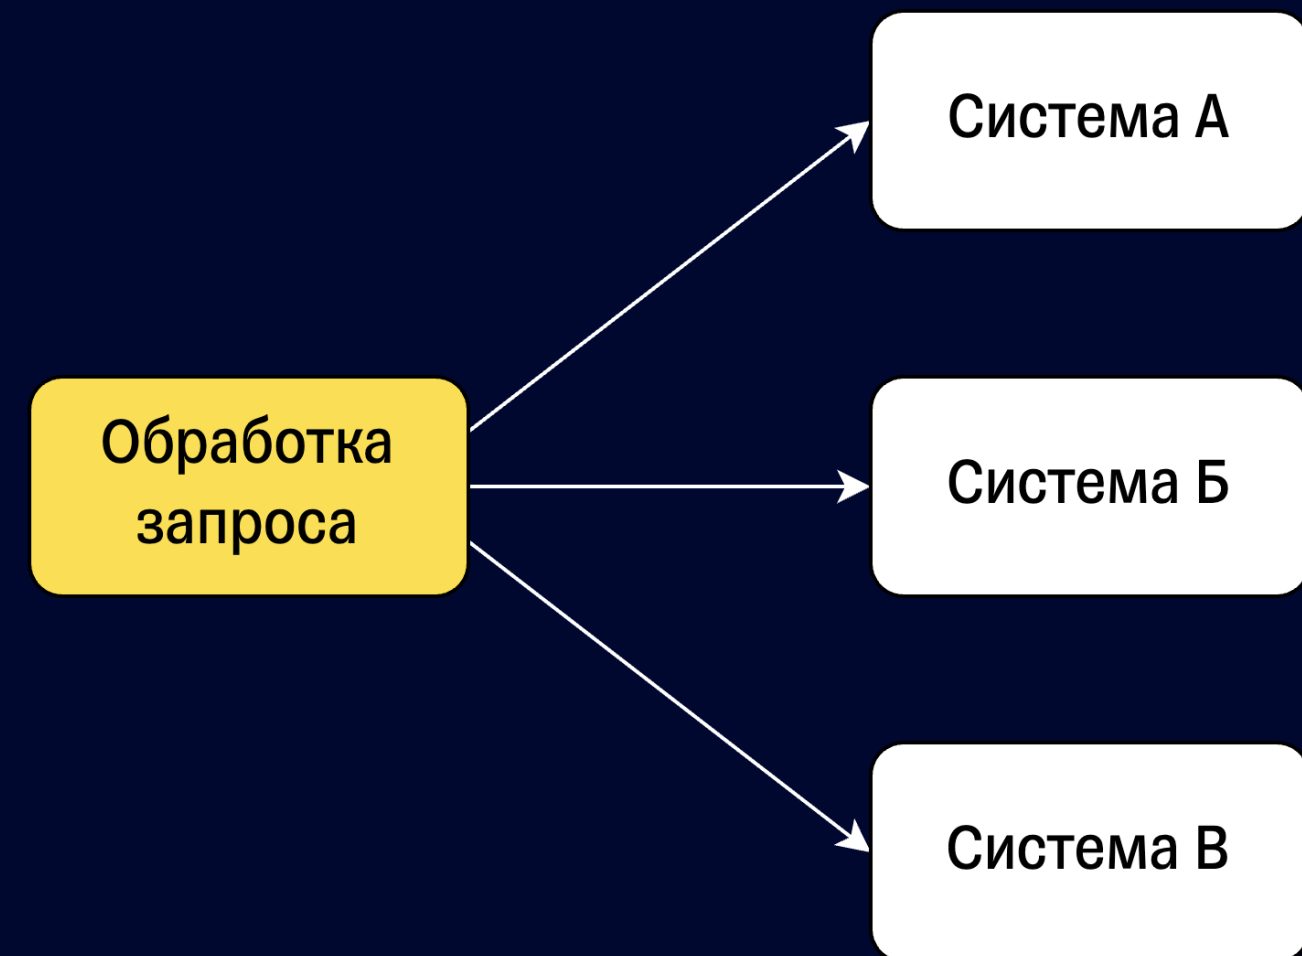 Система А
Обработка
запроса
Система Б
Система В